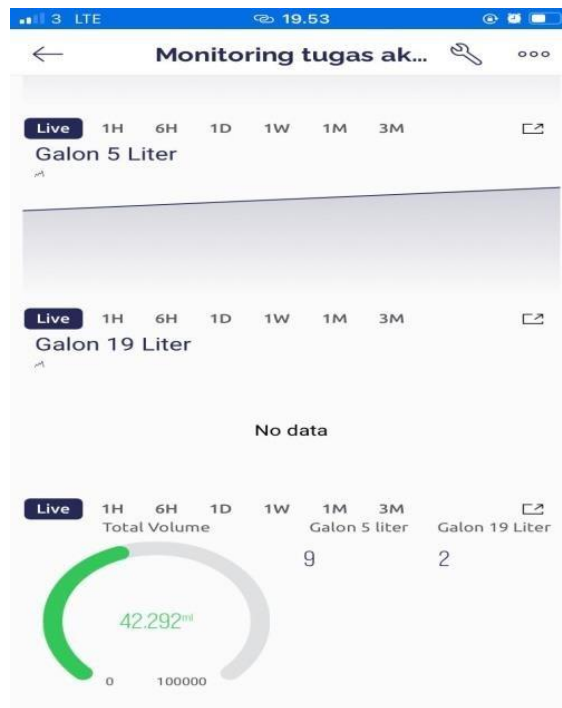 3 LTE 19.53
Monitoring tugas ak...
Live 1H 6H 1D 1W 1M 3M
Galon 5 Liter
Live 1H 6H 1D 1W 1M 3M
Galon 19 Liter
No data
Live 1H 6H 1D 1W 1M 3M
Total Volume Galon 5 liter Galon 19 Liter
9 2
42.292ml
0 100000